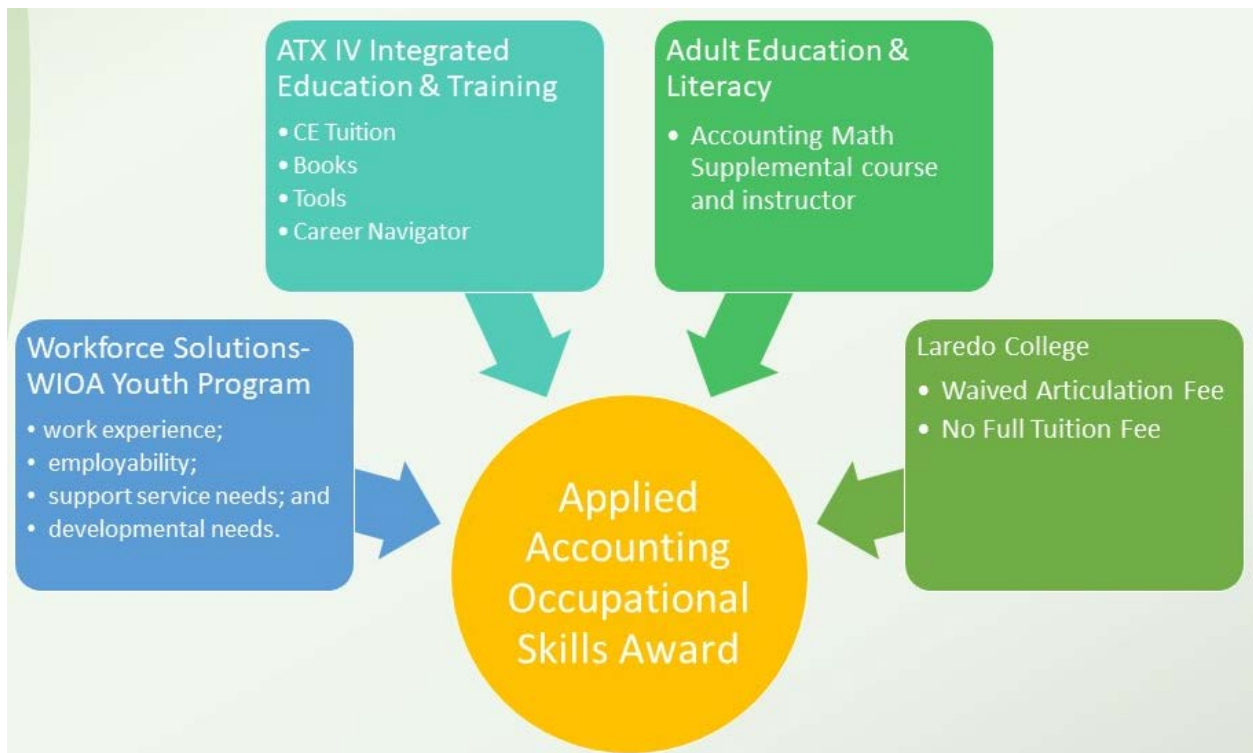 ATX IV Integrated
Education & Training
• CE Tuition
• Books
• Tools
• Career Navigator
Adult Education &
Literacy
• Accounting Math
Supplemental course
and instructor
Workforce Solutions-
WIOA Youth Program
• work experience;
• employability;
• support service needs; and
• developmental needs.
Laredo College
• Waived Articulation Fee
• No Full Tuition Fee
Applied
Accounting
Occupational
Skills Award